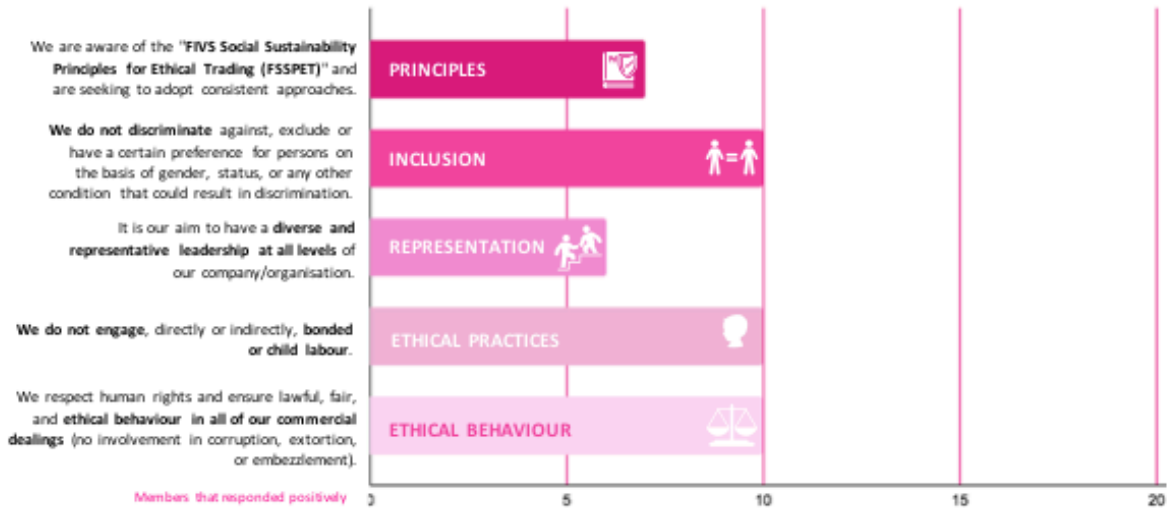 We are aware of the "FIVS Social Sustainability
Principles for Ethical Trading (FSSPET)" and
are seeking to adopt consistent approaches.
PRINCIPLES
We do not discriminate against, exclude or
have a certain preference for persons on
the basis of gender, status, or any other
condition that could result in discrimination.
INCLUSION
=
It is our aim to have a diverse and
representative leadership at all levels of
our company/organisation.
REPRESENTATION
We do not engage, directly or indirectly, bonded
or child labour.
ETHICAL PRACTICES
We respect human rights and ensure lawful, fair,
and ethical behaviour in all of our commercial
dealings (no involvement in corruption, extortion,
or embezzlement).
ETHICAL BEHAVIOUR
Members that responded positively
0 5 10 15 20